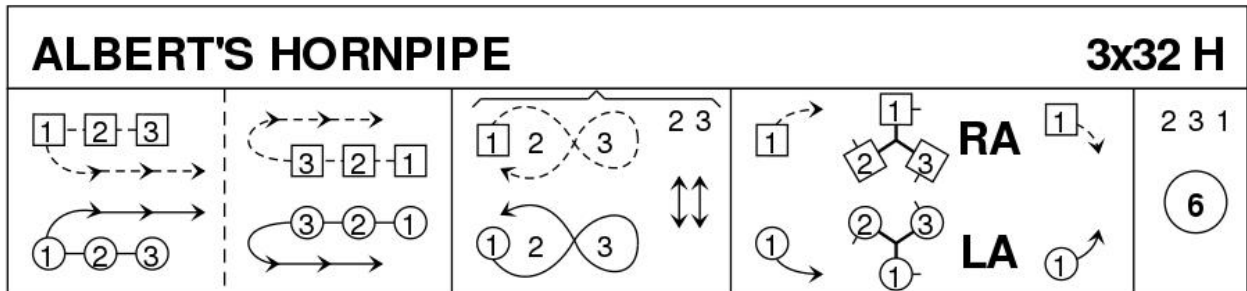 ALBERT'S HORNPIPE 3x32 H
1 2 3
1 2 3
3 2 1
3 2 1
1 2 3 2 3
1 2 3
1 1 2 3 RA 1
1 2 3 1 LA 1
2 3 1
6